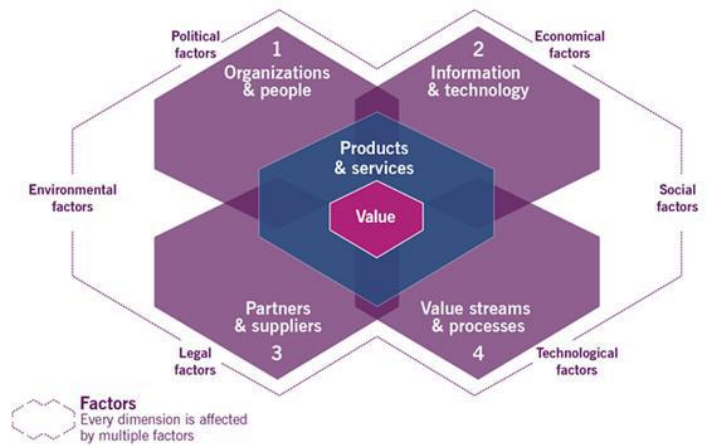 Political
factors
1
Organizations
& people
2
Information
& technology
Economical
factors
Products
& services
Environmental
factors
Value
Social
factors
Partners
& suppliers
3
Value streams
& processes
4
Legal
factors
Technological
factors
Factors
Every dimension is affected
by multiple factors